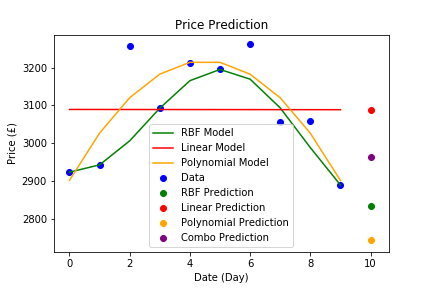 Price Prediction
3200
3100
3000
2900
2800
Price (£)
RBF Model
Linear Model
Polynomial Model
Data
RBF Prediction
Linear Prediction
Polynomial Prediction
Combo Prediction
0 2 4 6 8 10
Date (Day)